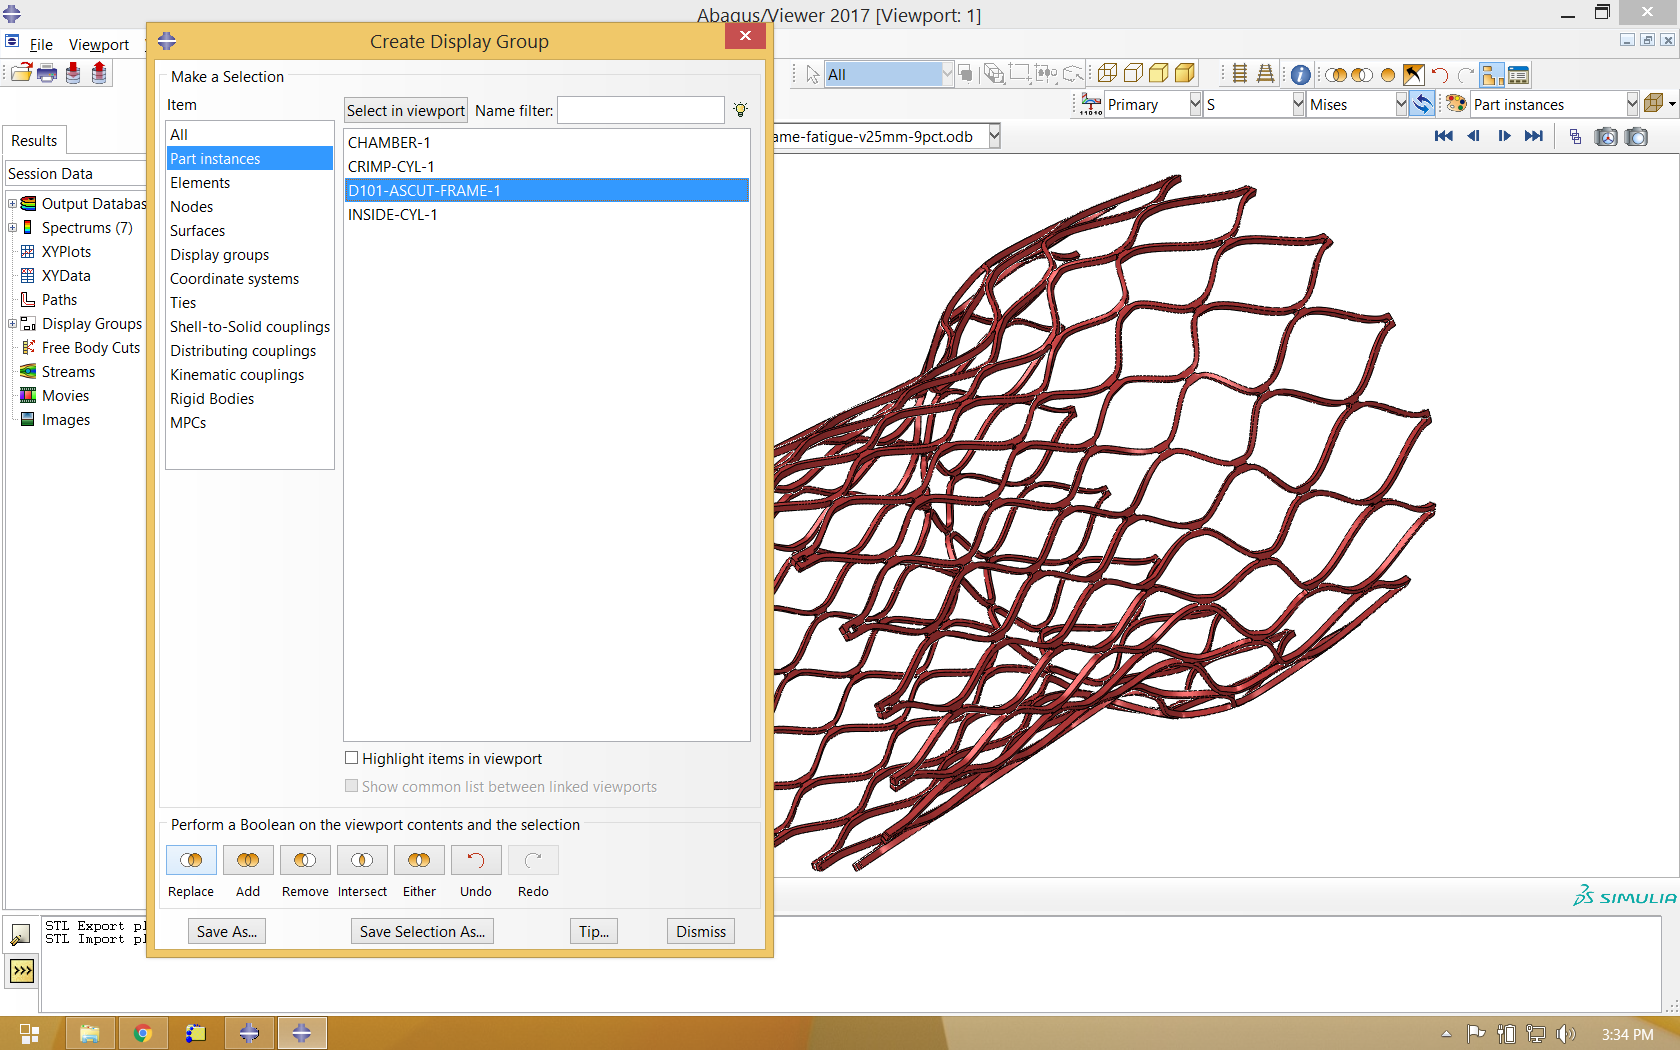 Abaqus/Viewer 2017 [Viewport: 1]
File Viewport
Create Display Group
All
Primary S Mises Part instances
ame-fatigue-v25mm-9pct.odb
Results
Session Data
Output Databas
Spectrums (7)
XYPlots
XYData
Paths
Display Groups
Free Body Cuts
Streams
Movies
Images
Make a Selection
Item
All
Part instances
Elements
Nodes
Surfaces
Display groups
Coordinate systems
Ties
Shell-to-Solid couplings
Distributing couplings
Kinematic couplings
Rigid Bodies
MPCs
Select in viewport Name filter:
CHAMBER-1
CRIMP-CYL-1
D101-ASCUT-FRAME-1
INSIDE-CYL-1
Highlight items in viewport
Show common list between linked viewports
Perform a Boolean on the viewport contents and the selection
Replace Add Remove Intersect Either Undo Redo
Save As... Save Selection As... Tip... Dismiss
SIMULIA
STL Export pl
STL Import pl
>>>
3:34 PM